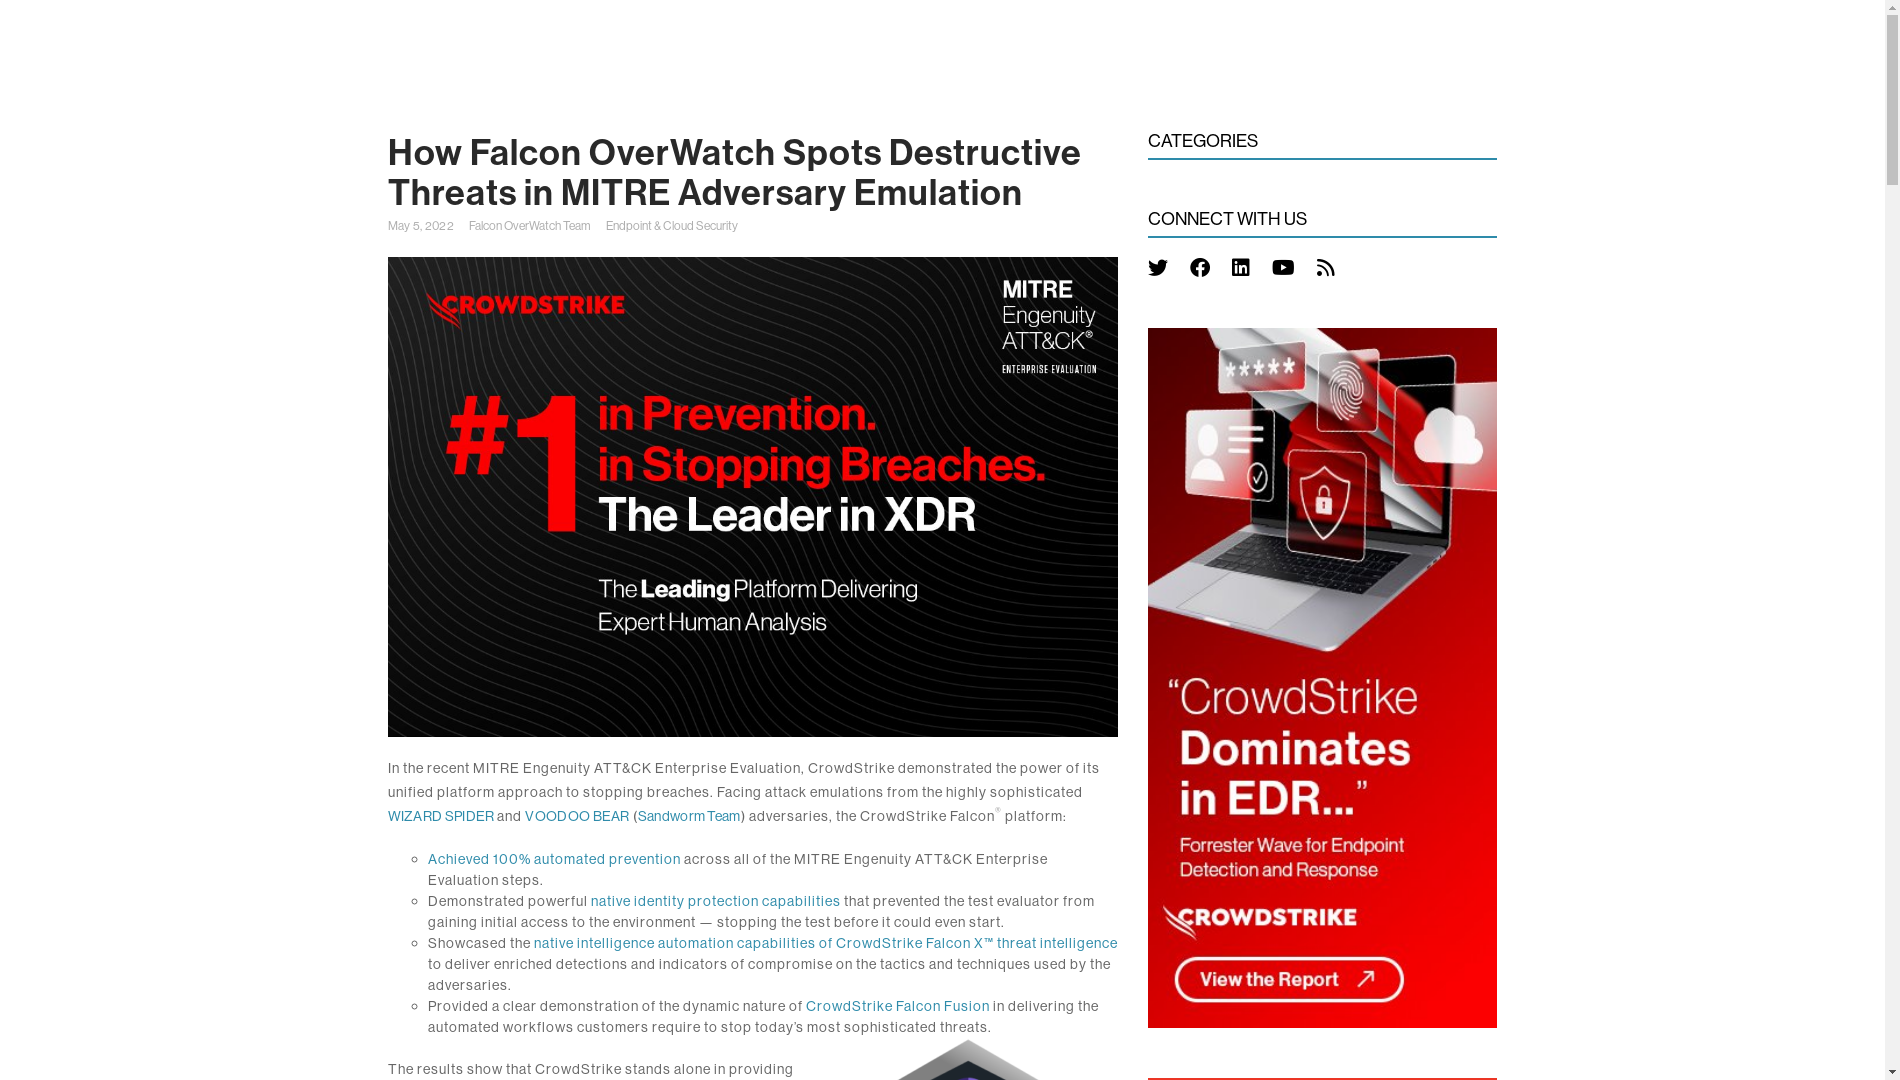 How Falcon OverWatch Spots Destructive
Threats in MITRE Adversary Emulation
May 5, 2022 Falcon OverWatch Team Endpoint & Cloud Security
CROWDSTRIKE
MITRE
Engenuity
ATT&CK®
ENTERPRISE EVALUATION
#1 in Prevention.
in Stopping Breaches.
The Leader in XDR
The Leading Platform Delivering
Expert Human Analysis
In the recent MITRE Engenuity ATT&CK Enterprise Evaluation, CrowdStrike demonstrated the power of its
unified platform approach to stopping breaches. Facing attack emulations from the highly sophisticated
WIZARD SPIDER and VOODOO BEAR (Sandworm Team) adversaries, the CrowdStrike Falcon® platform:
Achieved 100% automated prevention across all of the MITRE Engenuity ATT&CK Enterprise
Evaluation steps.
Demonstrated powerful native identity protection capabilities that prevented the test evaluator from
gaining initial access to the environment — stopping the test before it could even start.
Showcased the native intelligence automation capabilities of CrowdStrike Falcon X™ threat intelligence
to deliver enriched detections and indicators of compromise on the tactics and techniques used by the
adversaries.
Provided a clear demonstration of the dynamic nature of CrowdStrike Falcon Fusion in delivering the
automated workflows customers require to stop today's most sophisticated threats.
The results show that CrowdStrike stands alone in providing
CATEGORIES
CONNECT WITH US
*****
“CrowdStrike
Dominates
in EDR...”
Forrester Wave for Endpoint
Detection and Response
CROWDSTRIKE
View the Report